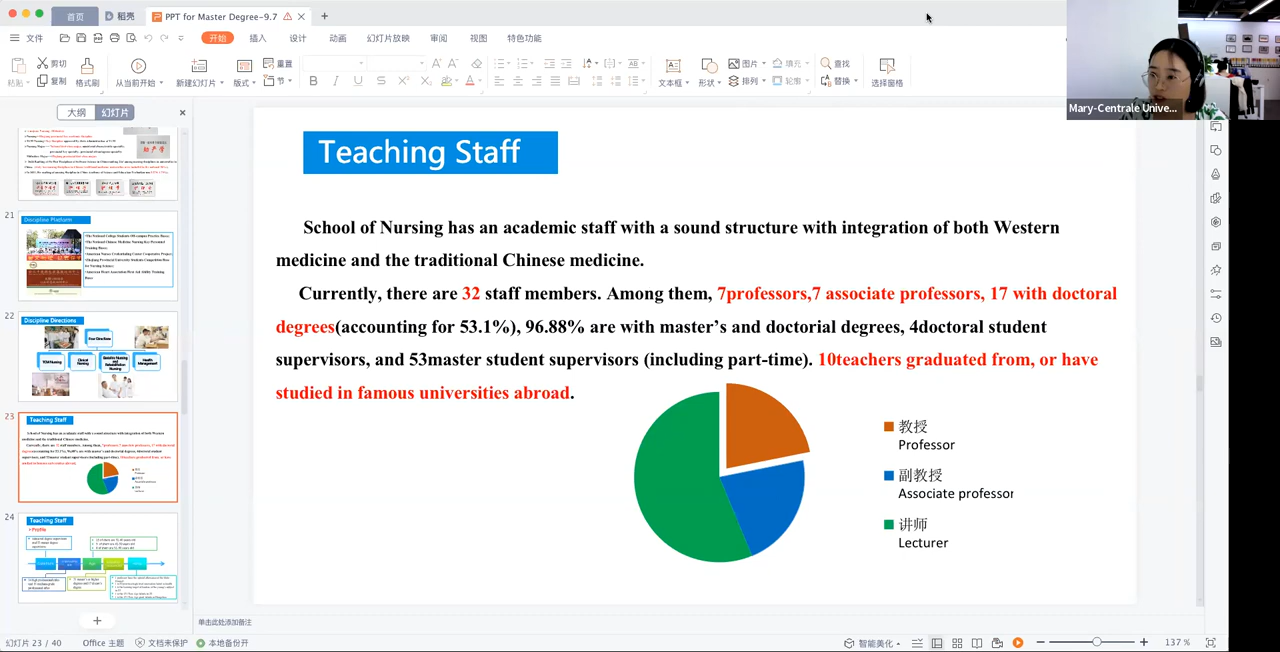 首页
稻壳
PPT for Master Degree-9.7
文件
开始
插入
设计
动画
幻灯片放映
审阅
视图
特色功能
粘贴
剪切
复制
格式刷
从当前开始
新建幻灯片
版式
重置
节
B I U S
文本框
形状
图片
排列
填充
轮廓
查找
替换
选择窗格
Mary-Centrale Unive...
大纲
幻灯片
21
Discipline Platform
22
Discipline Directions
23
Teaching Staff
24
Teaching Staff
Profile
Teaching Staff
School of Nursing has an academic staff with a sound structure with integration of both Western
medicine and the traditional Chinese medicine.
Currently, there are 32 staff members. Among them, 7professors,7 associate professors, 17 with doctoral
degrees(accounting for 53.1%), 96.88% are with master's and doctorial degrees, 4doctoral student
supervisors, and 53master student supervisors (including part-time). 10teachers graduated from, or have
studied in famous universities abroad.
教授
Professor
副教授
Associate professor
讲师
Lecturer
单击此处添加备注
幻灯片 23 / 40
Office 主题
文档未保护
本地备份开
智能美化
137 %